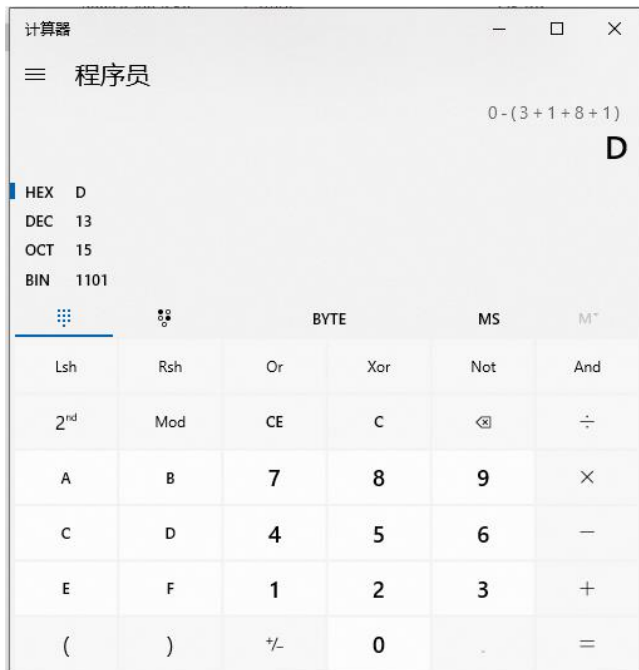 计算器
程序员
0 - ( 3 + 1 + 8 + 1 )
D
HEX D
DEC 13
OCT 15
BIN 1101
BYTE MS M
Lsh Rsh Or Xor Not And
2ⁿᵈ Mod CE C ÷
A B 7 8 9 ×
C D 4 5 6 −
E F 1 2 3 +
( ) +/− 0 . =